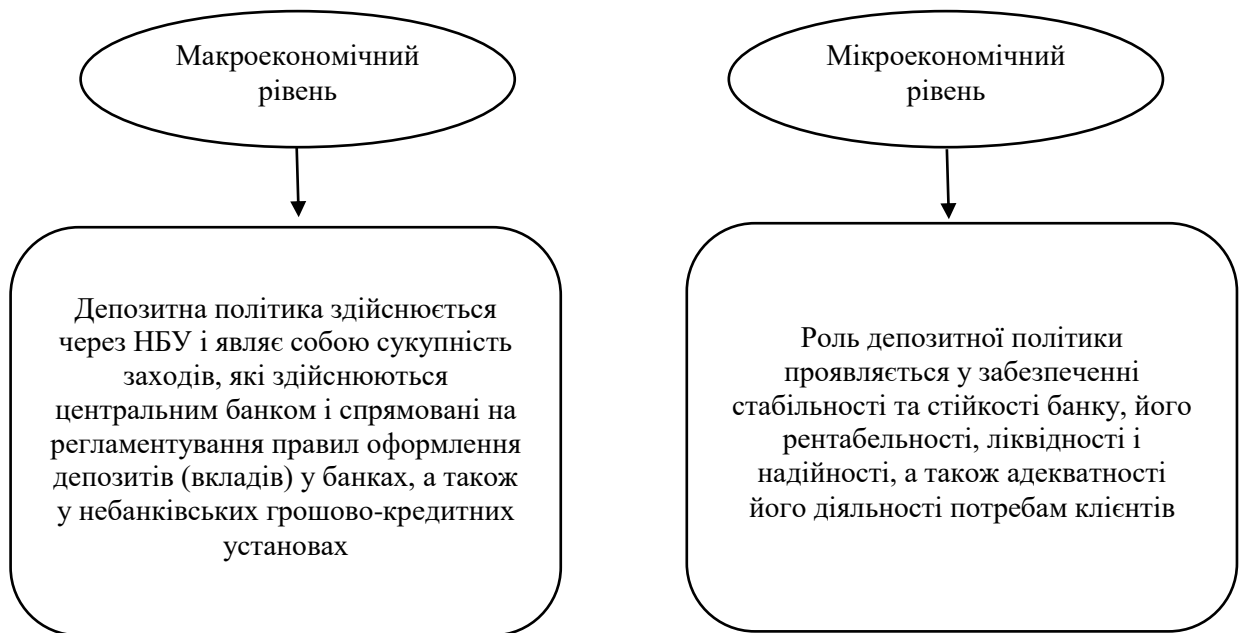 Макроекономічний
рівень
Депозитна політика здійснюється
через НБУ і являє собою сукупність
заходів, які здійснюються
центральним банком і спрямовані на
регламентування правил оформлення
депозитів (вкладів) у банках, а також
у небанківських грошово-кредитних
установах
Мікроекономічний
рівень
Роль депозитної політики
проявляється у забезпеченні
стабільності та стійкості банку, його
рентабельності, ліквідності і
надійності, а також адекватності
його діяльності потребам клієнтів